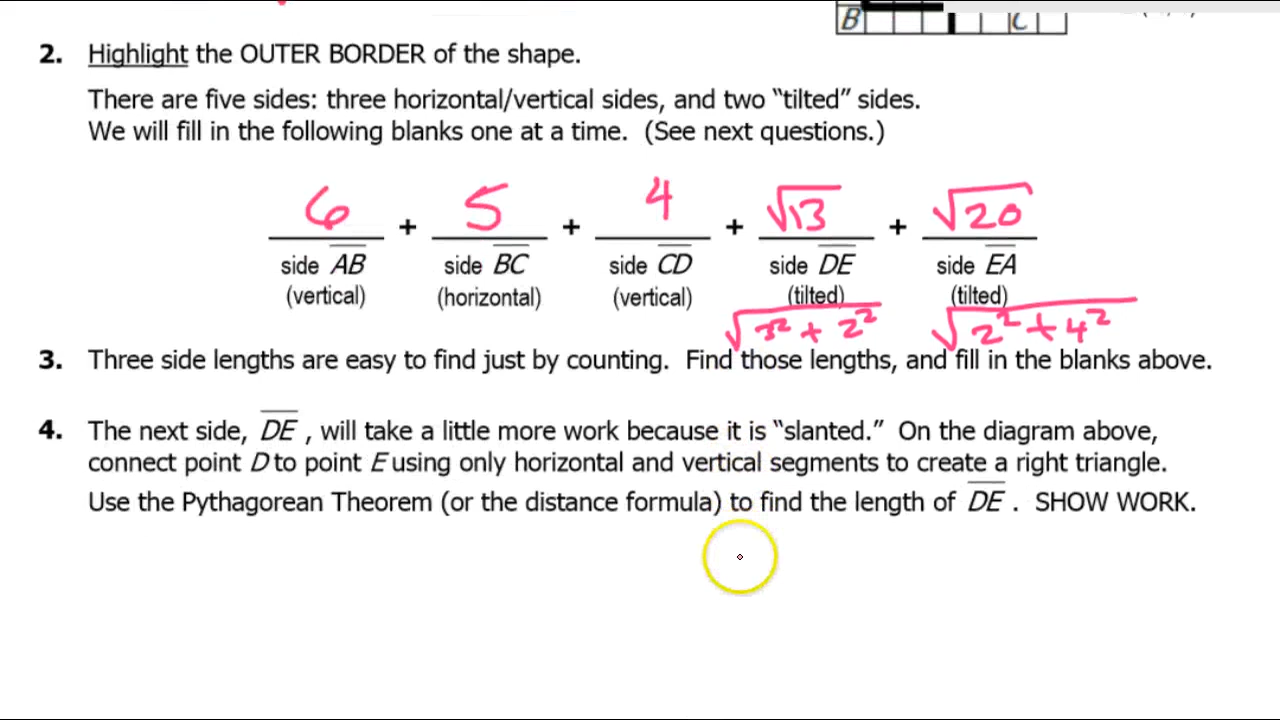 B C
2. Highlight the OUTER BORDER of the shape.
There are five sides: three horizontal/vertical sides, and two “tilted” sides.
We will fill in the following blanks one at a time. (See next questions.)
6 + 5 + 4 + √13 + √20
side AB side BC side CD side DE side EA
(vertical) (horizontal) (vertical) (tilted) (tilted)
√3² + 2² √2² + 4²
3. Three side lengths are easy to find just by counting. Find those lengths, and fill in the blanks above.
4. The next side, DE , will take a little more work because it is “slanted.” On the diagram above,
connect point D to point E using only horizontal and vertical segments to create a right triangle.
Use the Pythagorean Theorem (or the distance formula) to find the length of DE . SHOW WORK.